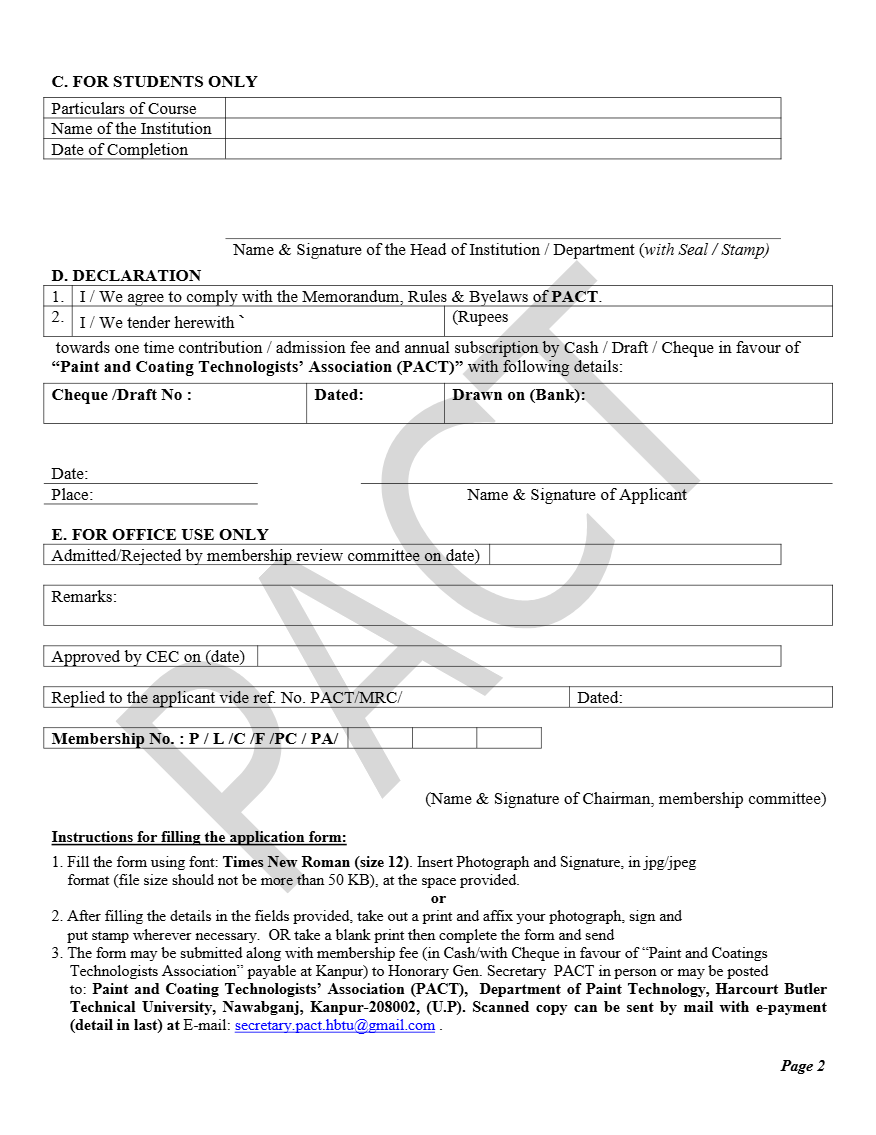 C. FOR STUDENTS ONLY
Particulars of Course
Name of the Institution
Date of Completion
Name & Signature of the Head of Institution / Department (with Seal / Stamp)
D. DECLARATION
1. I / We agree to comply with the Memorandum, Rules & Byelaws of PACT.
2. I / We tender herewith ` (Rupees
towards one time contribution / admission fee and annual subscription by Cash / Draft / Cheque in favour of
“Paint and Coating Technologists’ Association (PACT)” with following details:
Cheque /Draft No : Dated: Drawn on (Bank):
Date:
Place: Name & Signature of Applicant
E. FOR OFFICE USE ONLY
Admitted/Rejected by membership review committee on date)
Remarks:
Approved by CEC on (date)
Replied to the applicant vide ref. No. PACT/MRC/ Dated:
Membership No. : P / L /C /F /PC / PA/
(Name & Signature of Chairman, membership committee)
Instructions for filling the application form:
1. Fill the form using font: Times New Roman (size 12). Insert Photograph and Signature, in jpg/jpeg
format (file size should not be more than 50 KB), at the space provided.
or
2. After filling the details in the fields provided, take out a print and affix your photograph, sign and
put stamp wherever necessary. OR take a blank print then complete the form and send
3. The form may be submitted along with membership fee (in Cash/with Cheque in favour of “Paint and Coatings
Technologists Association” payable at Kanpur) to Honorary Gen. Secretary PACT in person or may be posted
to: Paint and Coating Technologists’ Association (PACT), Department of Paint Technology, Harcourt Butler
Technical University, Nawabganj, Kanpur-208002, (U.P). Scanned copy can be sent by mail with e-payment
(detail in last) at E-mail: secretary.pact.hbtu@gmail.com .
Page 2
PACT